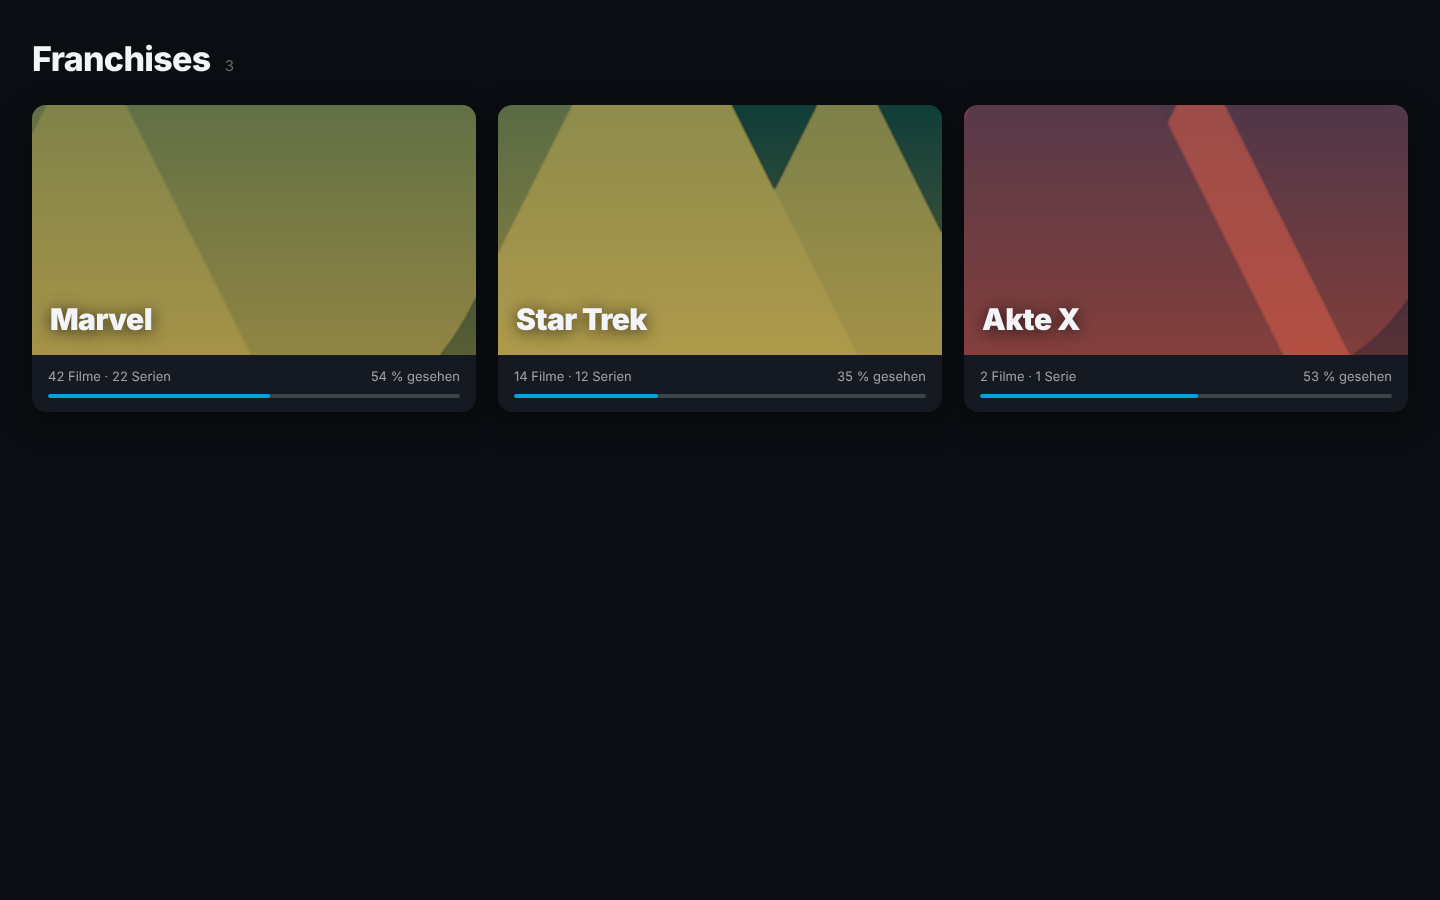 Franchises 3
Marvel
42 Filme · 22 Serien
54 % gesehen
Star Trek
14 Filme · 12 Serien
35 % gesehen
Akte X
2 Filme · 1 Serie
53 % gesehen